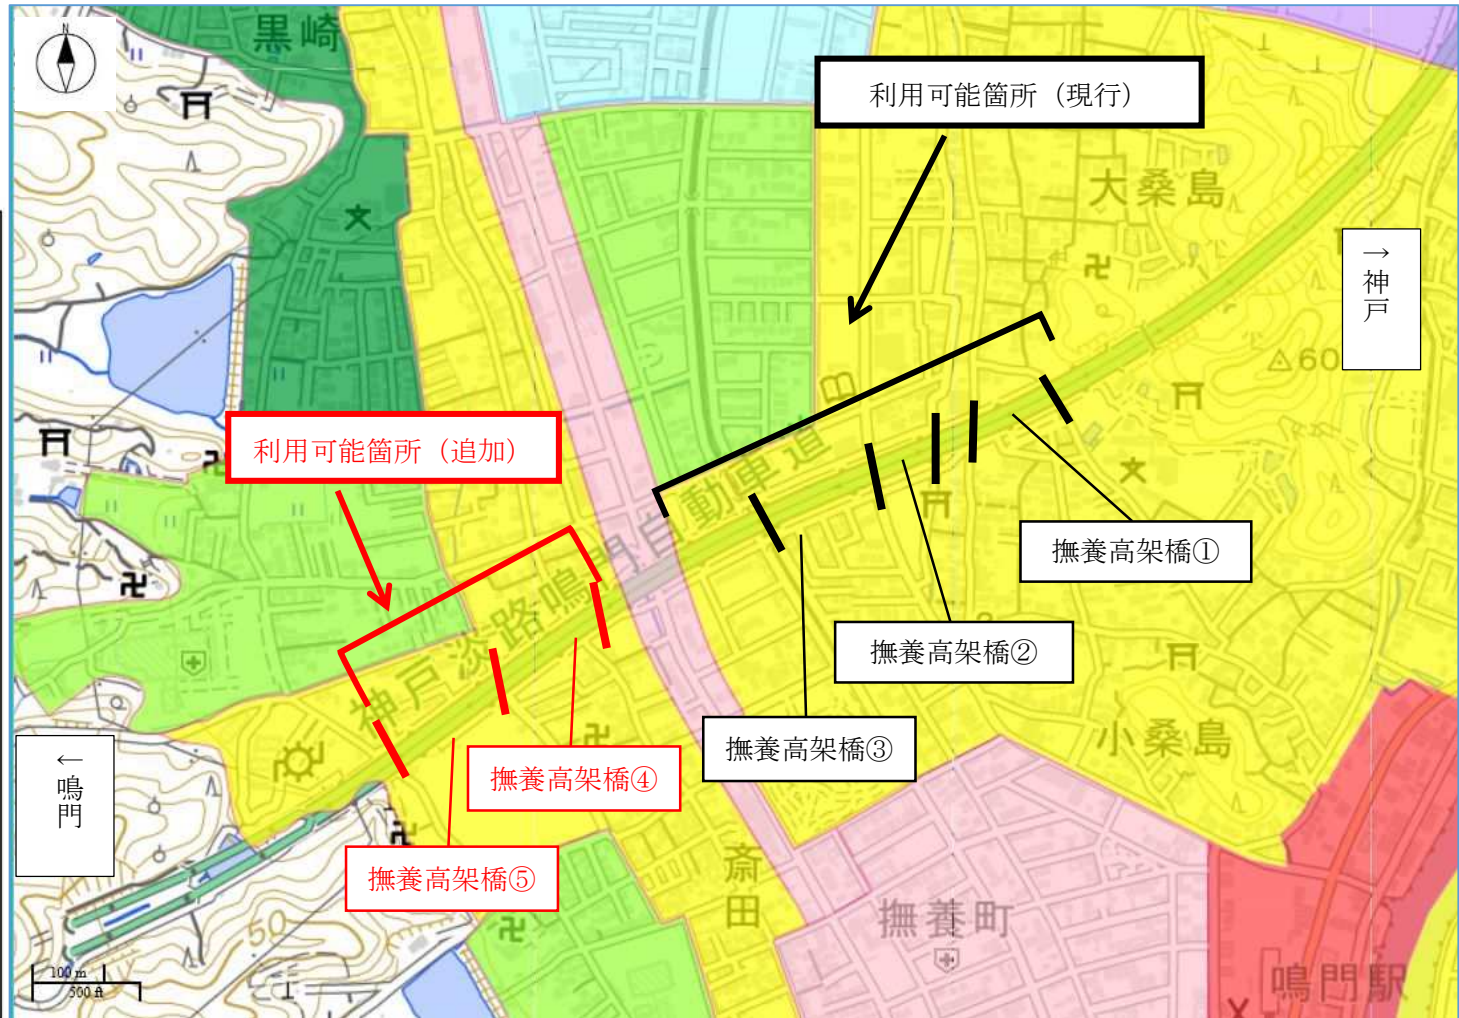 N
黒崎
利用可能箇所（現行）
大桑島
→神戸
60
利用可能箇所（追加）
神戸淡路鳴門自動車道
撫養高架橋①
撫養高架橋②
撫養高架橋③
小桑島
撫養高架橋④
←鳴門
撫養高架橋⑤
斎田
撫養町
50
100 m
500 ft
鳴門駅